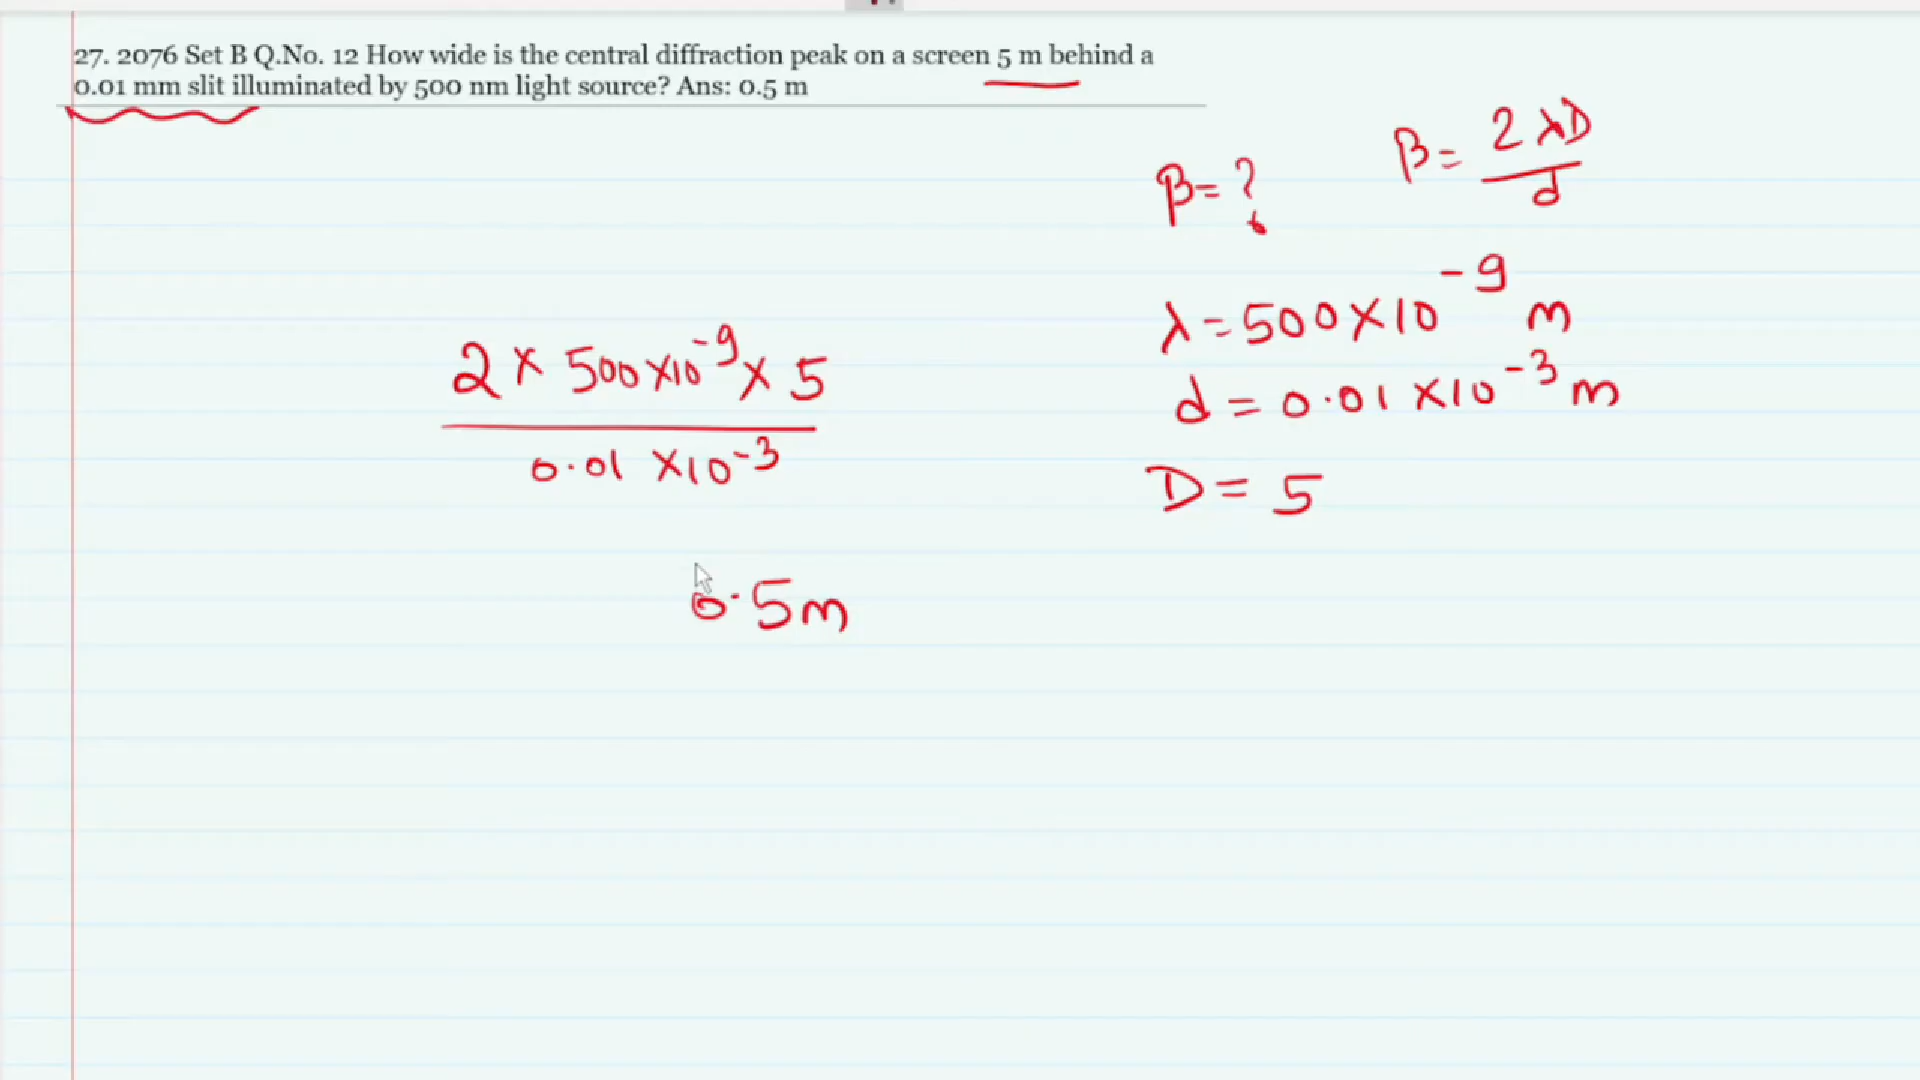 27. 2076 Set B Q.No. 12 How wide is the central diffraction peak on a screen 5 m behind a
0.01 mm slit illuminated by 500 nm light source? Ans: 0.5 m
β = ?
β = 2λD / d
λ = 500 × 10⁻⁹ m
d = 0.01 × 10⁻³ m
D = 5
2 × 500 × 10⁻⁹ × 5
0.01 × 10⁻³
0.5 m